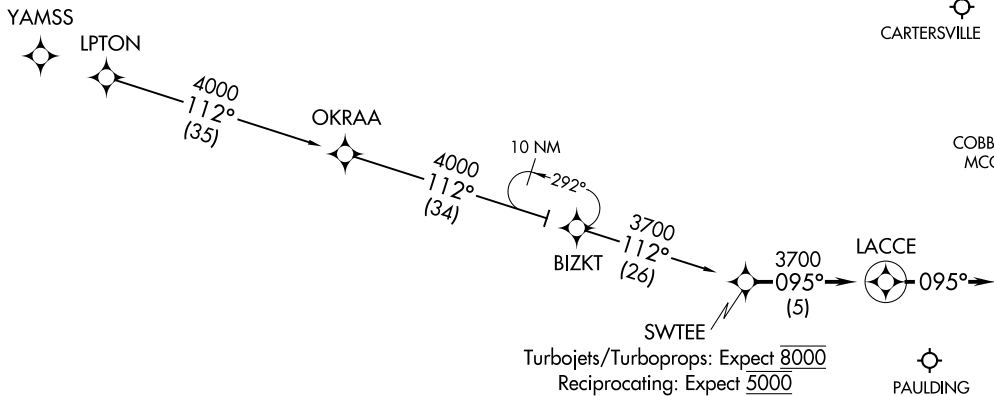 YAMSS
LPTON
CARTERSVILLE
4000
112°
(35)
OKRAA
10 NM
292°
COBB
4000
112°
(34)
BIZKT
3700
112°
(26)
LACCE
3700
095°
(5)
095°
SWTEE
Turbojets/Turboprops: Expect 8000
Reciprocating: Expect 5000
PAULDING